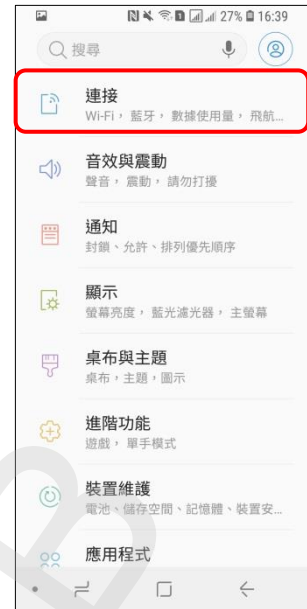 27% 16:39
搜尋
連接
Wi-Fi， 藍牙， 數據使用量， 飛航...
音效與震動
聲音， 震動， 請勿打擾
通知
封鎖、允許、排列優先順序
顯示
螢幕亮度， 藍光濾光器， 主螢幕
桌布與主題
桌布，主題，圖示
進階功能
遊戲， 單手模式
裝置維護
電池、儲存空間、記憶體、裝置安...
應用程式